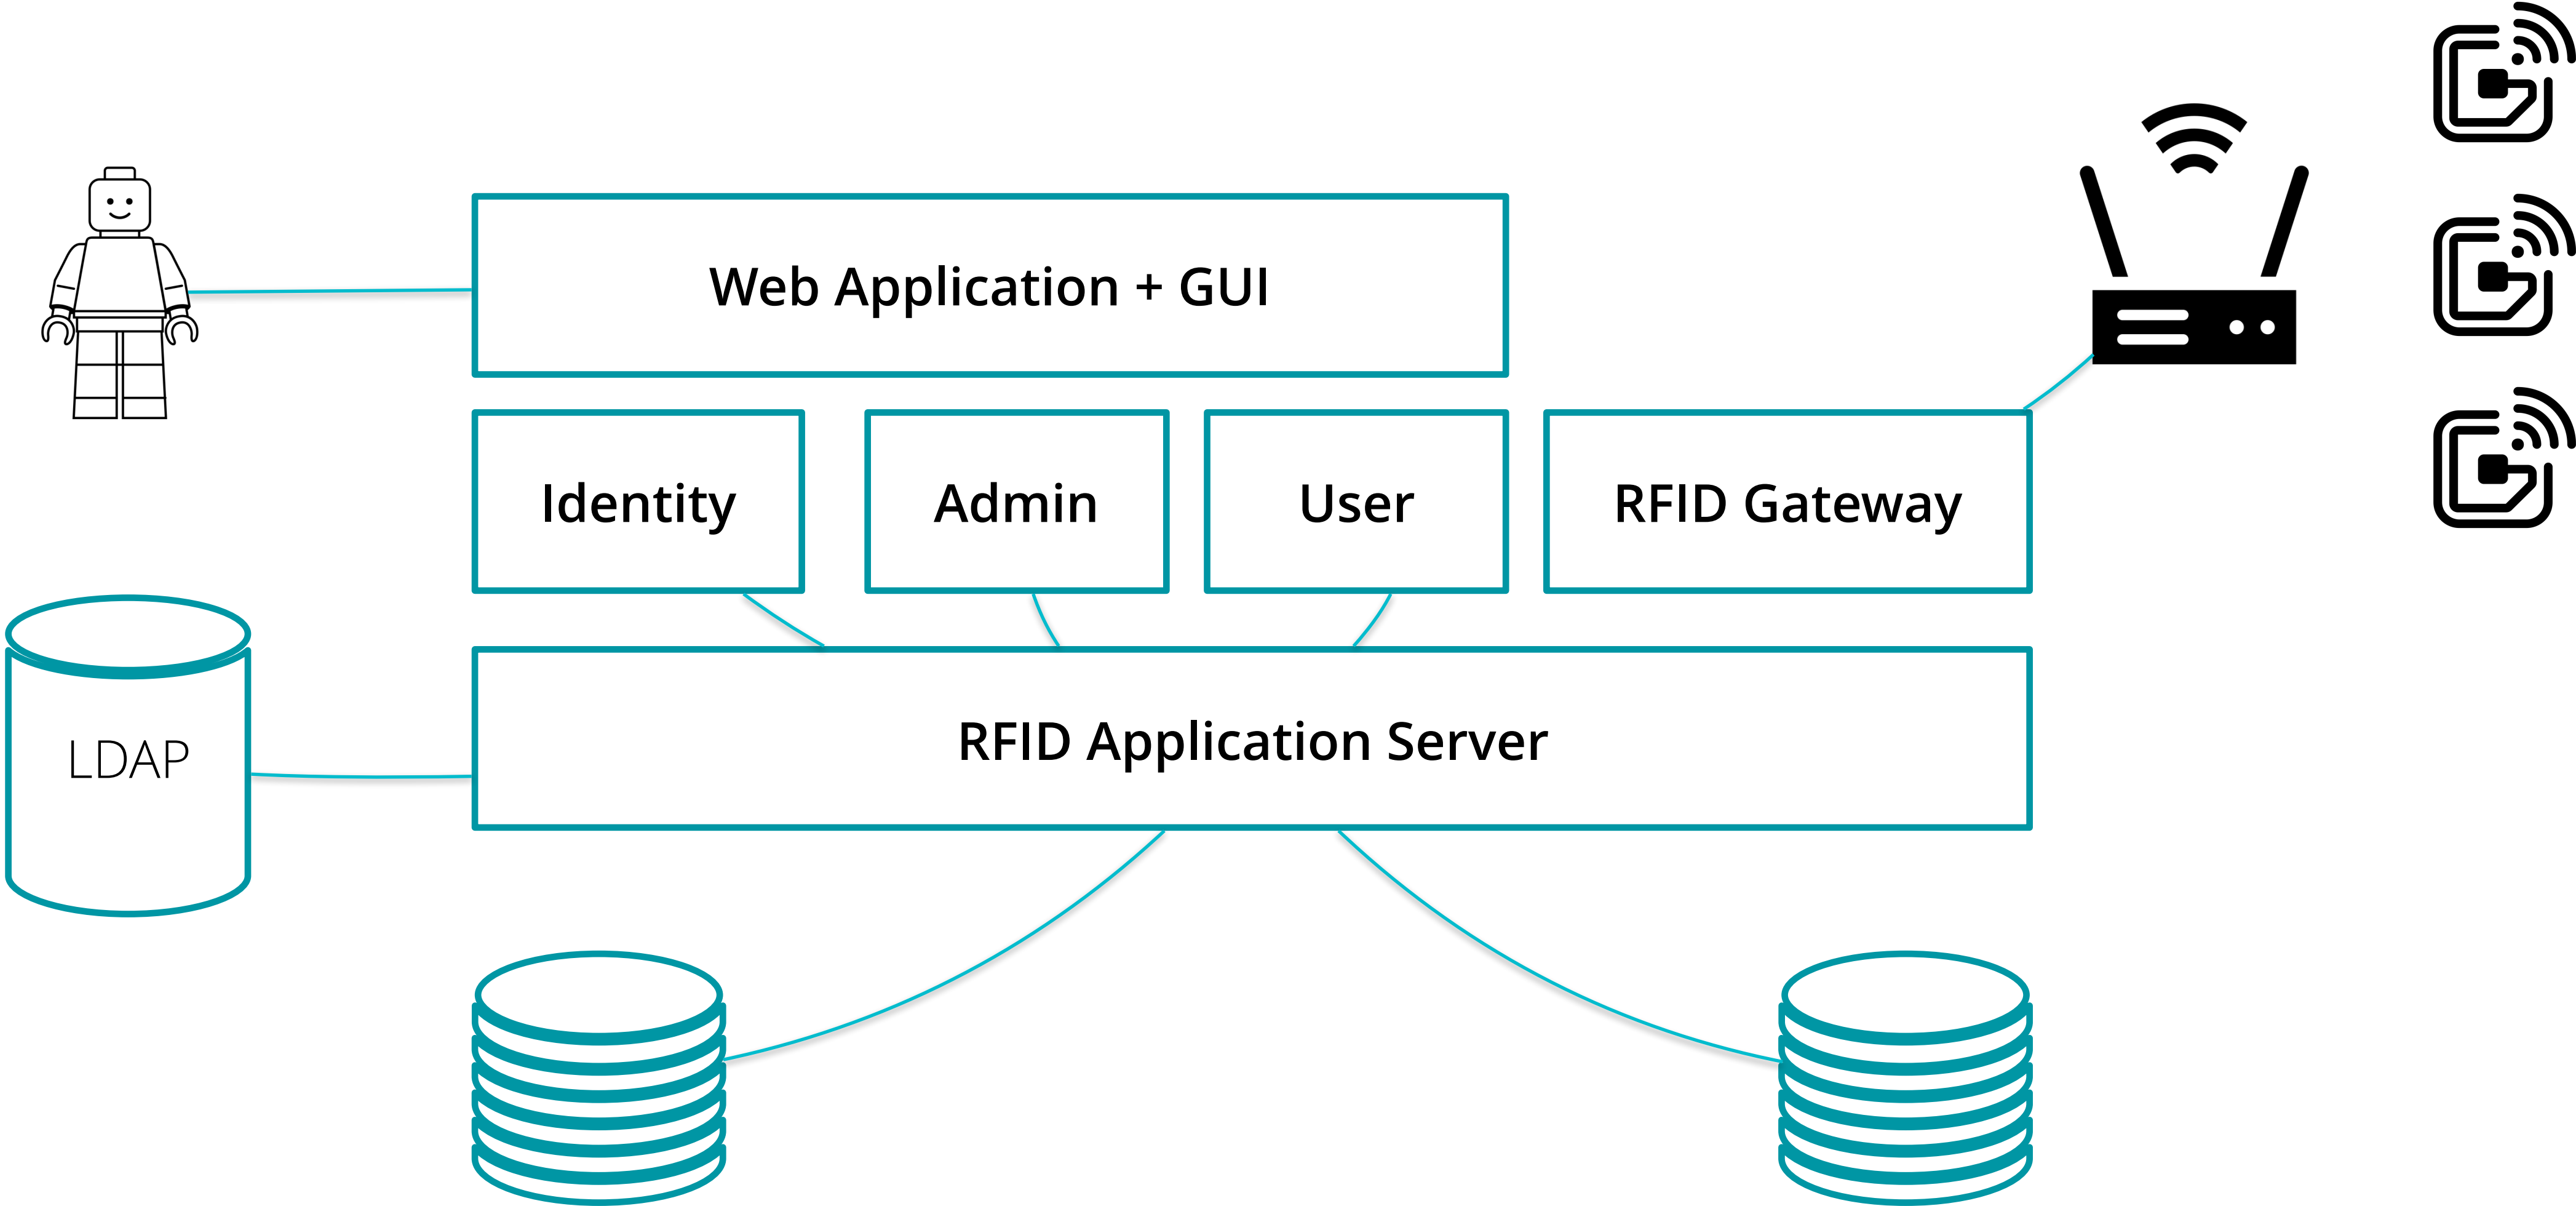 Web Application + GUI
Identity
Admin
User
RFID Gateway
LDAP
RFID Application Server